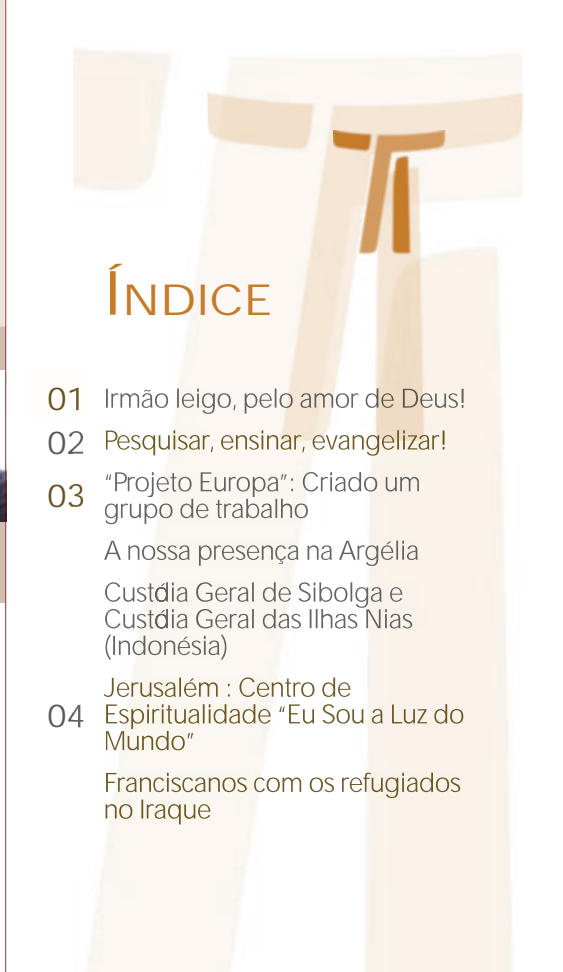 ÍNDICE
01 Irmão leigo, pelo amor de Deus!
02 Pesquisar, ensinar, evangelizar!
03 “Projeto Europa”: Criado um
grupo de trabalho
A nossa presença na Argélia
Custódia Geral de Sibolga e
Custódia Geral das Ilhas Nias
(Indonésia)
Jerusalém : Centro de
04 Espiritualidade “Eu Sou a Luz do
Mundo”
Franciscanos com os refugiados
no Iraque